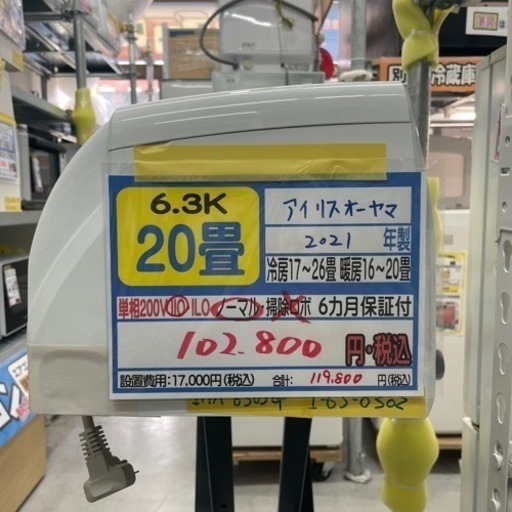 冷蔵庫
6.3K
20畳
アイリスオーヤマ
2021 年製
冷房17～26畳 暖房16～20畳
単相200V IIO ILO ノーマル 掃除ロボ 6カ月保証付
102.800 円・税込
設置費用:17,000円(税込) 合計: 119.800 円(税込)